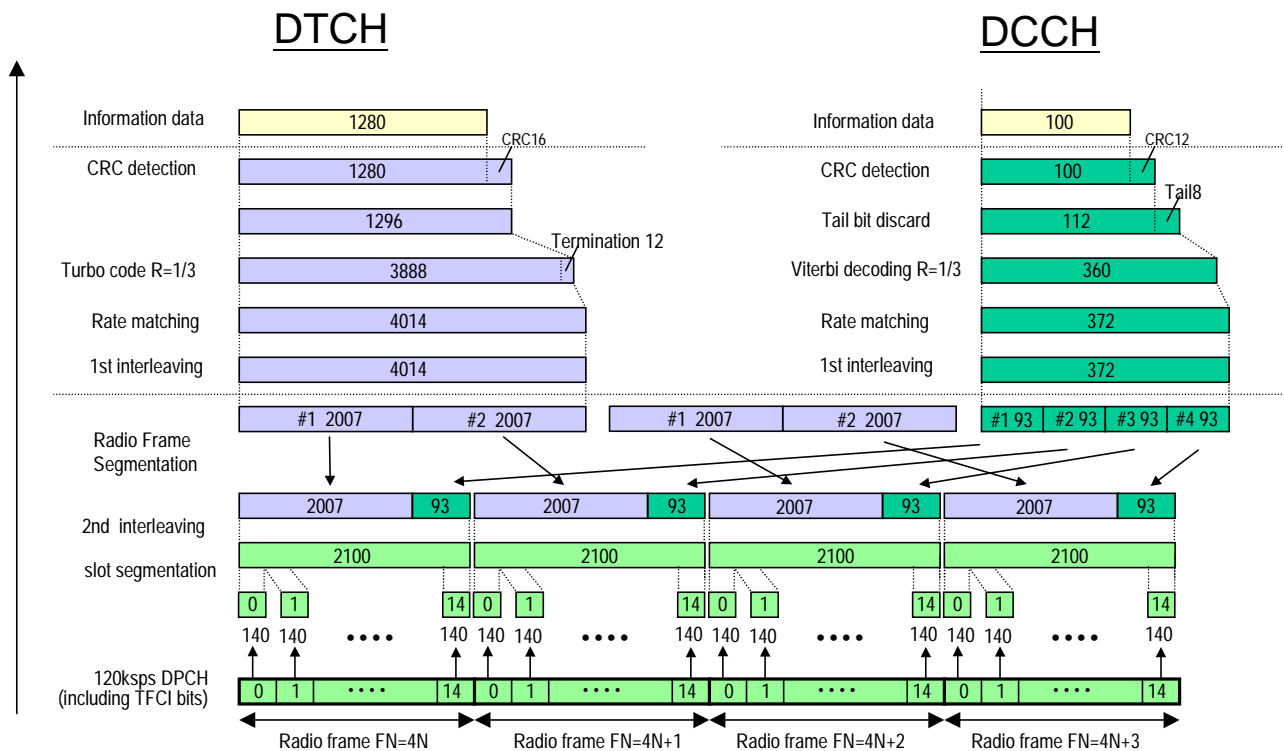 DTCH DCCH
Information data 1280 Information data 100
CRC16 CRC12
CRC detection 1280 CRC detection 100
Tail8
1296 Tail bit discard 112
Termination 12
Turbo code R=1/3 3888 Viterbi decoding R=1/3 360
Rate matching 4014 Rate matching 372
1st interleaving 4014 1st interleaving 372
#1 2007 #2 2007 #1 2007 #2 2007 #1 93 #2 93 #3 93 #4 93
Radio Frame
Segmentation
2007 93 2007 93 2007 93 2007 93
2nd interleaving
2100 2100 2100 2100
slot segmentation
0 1 14 0 1 14 0 1 14 0 1 14
140 140 •••• 140 140 140 •••• 140 140 140 •••• 140 140 140 •••• 140
120ksps DPCH
(including TFCI bits)
0 1 •••• 14 0 1 •••• 14 0 1 •••• 14 0 1 •••• 14
Radio frame FN=4N Radio frame FN=4N+1 Radio frame FN=4N+2 Radio frame FN=4N+3